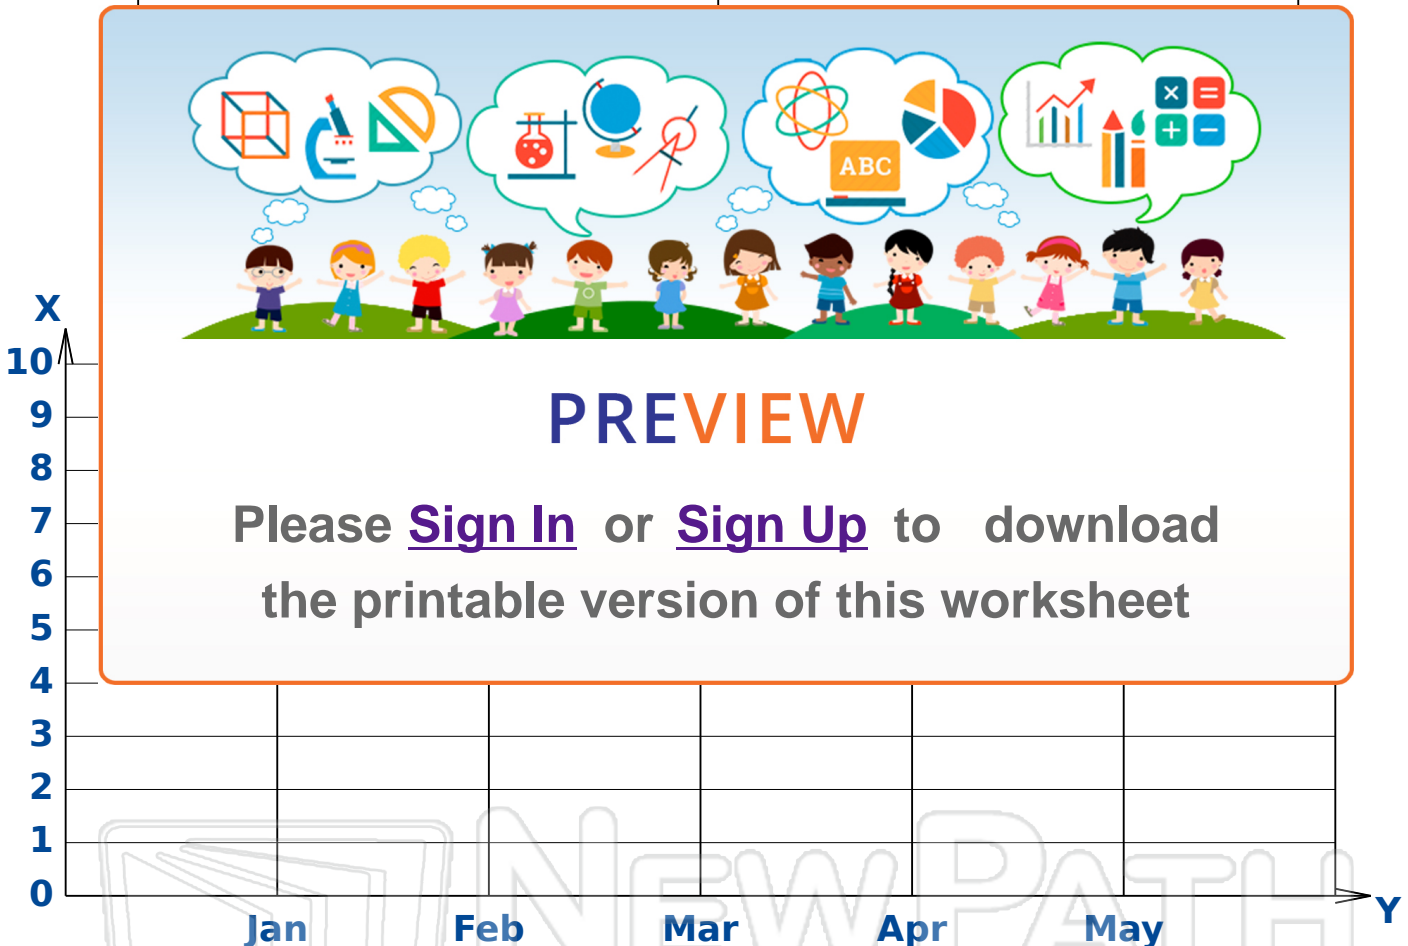 ABC
X
10
9
8
7
6
5
4
3
2
1
0
PREVIEW
Please Sign In or Sign Up to download
the printable version of this worksheet
Jan Feb Mar Apr May
Y
NEWPATH